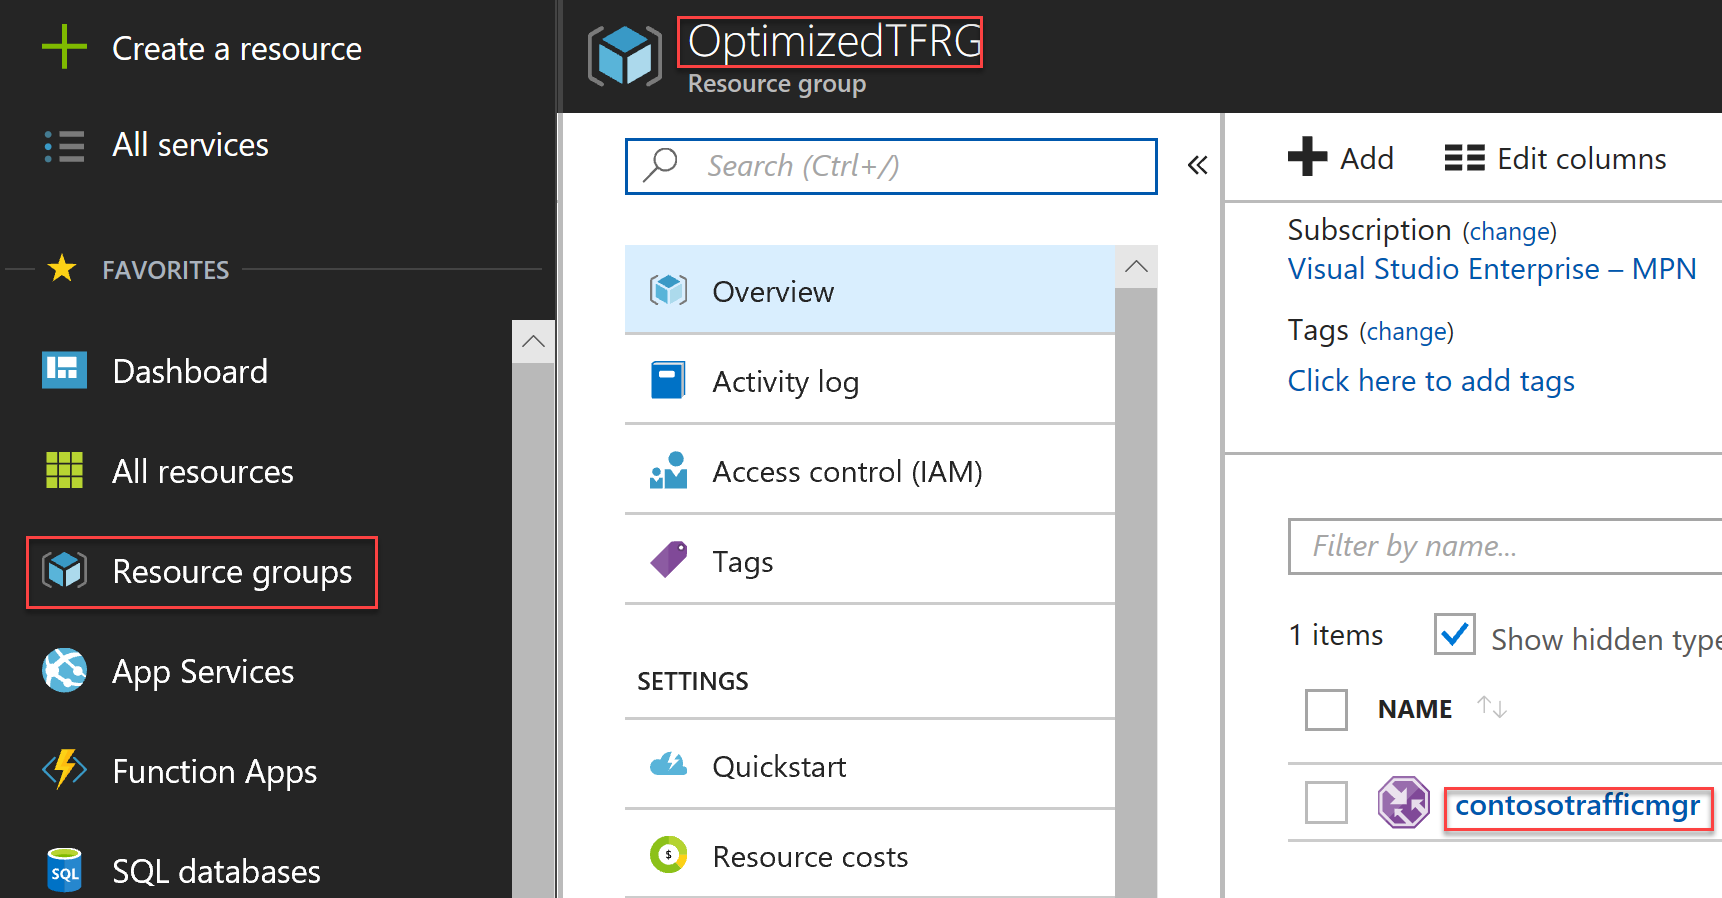 Create a resource
All services
FAVORITES
Dashboard
All resources
Resource groups
App Services
Function Apps
SQL
SQL databases
OptimizedTFRG
Resource group
Search (Ctrl+/)
Overview
Activity log
Access control (IAM)
Tags
SETTINGS
Quickstart
$
Resource costs
Add
Edit columns
Subscription (change)
Visual Studio Enterprise – MPN
Tags (change)
Click here to add tags
Filter by name...
1 items
Show hidden type
NAME
contosotrafficmgr